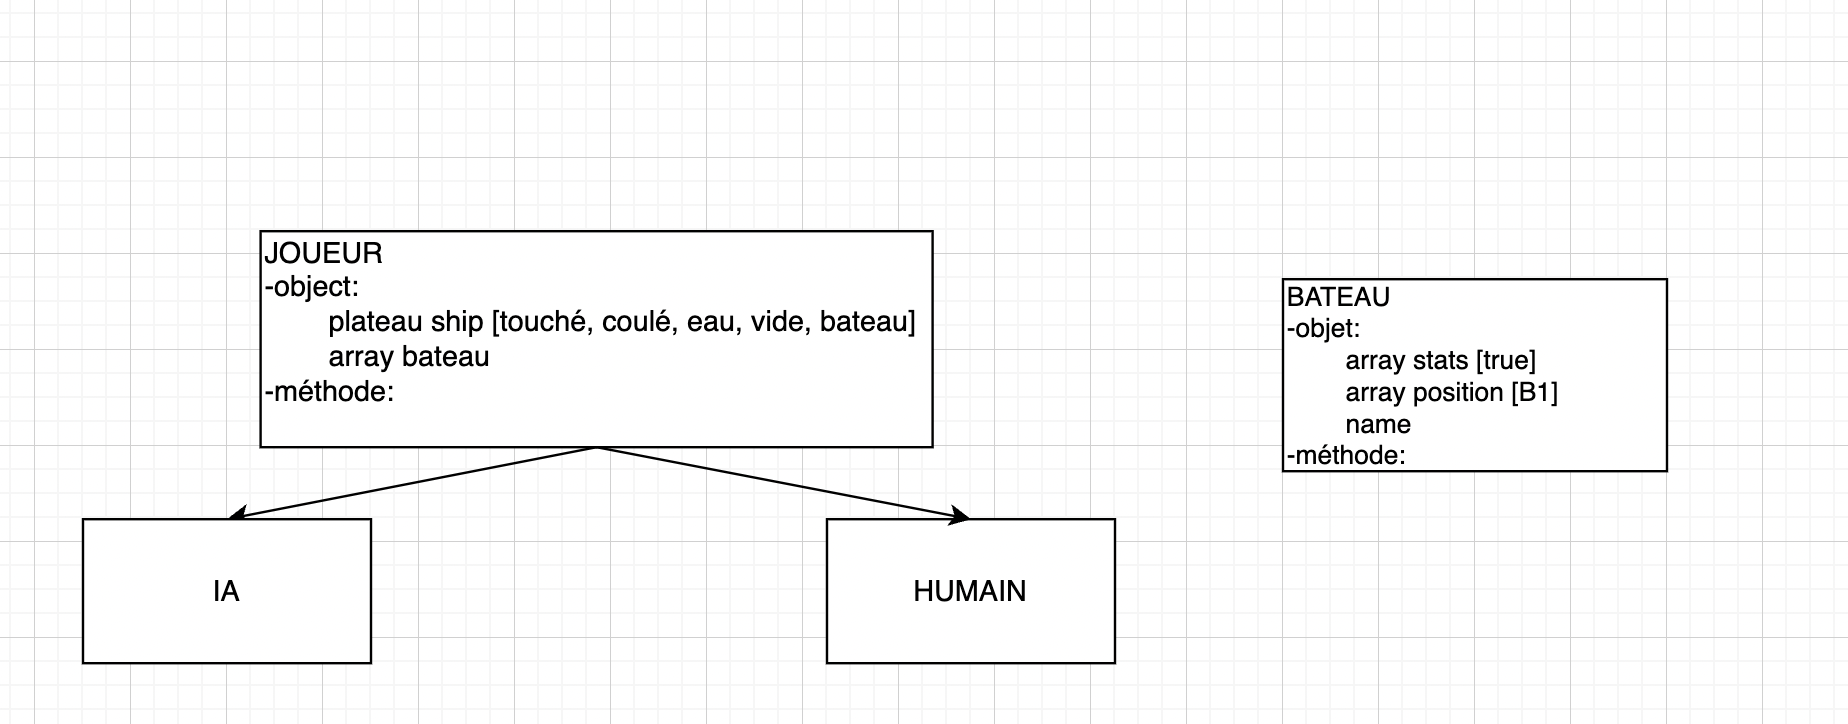 JOUEUR
-object:
plateau ship [touché, coulé, eau, vide, bateau]
array bateau
-méthode:
BATEAU
-objet:
array stats [true]
array position [B1]
name
-méthode:
IA
HUMAIN